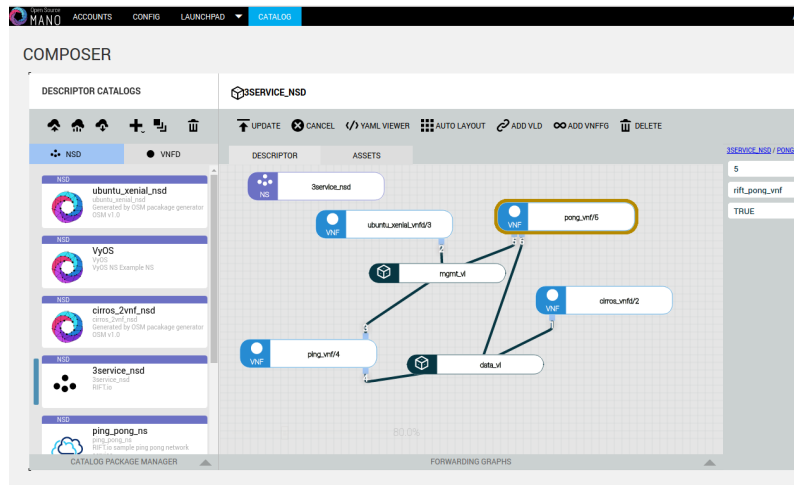 Open Source
MANO
ACCOUNTS
CONFIG
LAUNCHPAD
CATALOG
COMPOSER
DESCRIPTOR CATALOGS
3SERVICE_NSD
UPDATE
CANCEL
YAML VIEWER
AUTO LAYOUT
ADD VLD
ADD VNFFG
DELETE
NSD
VNFD
DESCRIPTOR
ASSETS
3SERVICE_NSD / PONG
5
rift_pong_vnf
TRUE
NSD
ubuntu_xenial_nsd
ubuntu_xenial_nsd
Generated by OSM pacakage generator
OSM v1.0
NSD
VyOS
VyOS_NS
VyOS NS Example NS
NSD
cirros_2vnf_nsd
cirros_2vnf_nsd
Generated by OSM pacakage generator
OSM v1.0
NSD
3service_nsd
3service_nsd
RIFT.io
NSD
ping_pong_ns
ping_pong_ns
RIFT.io sample ping pong network
NS
3service_nsd
VNF
ubuntu_xenial_vnfd/3
VNF
pong_vnf/5
mgmt_vl
VNF
cirros_vnfd/2
VNF
ping_vnf/4
data_vl
80.0%
CATALOG PACKAGE MANAGER
FORWARDING GRAPHS